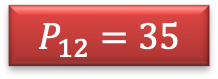 P₁₂ = 35